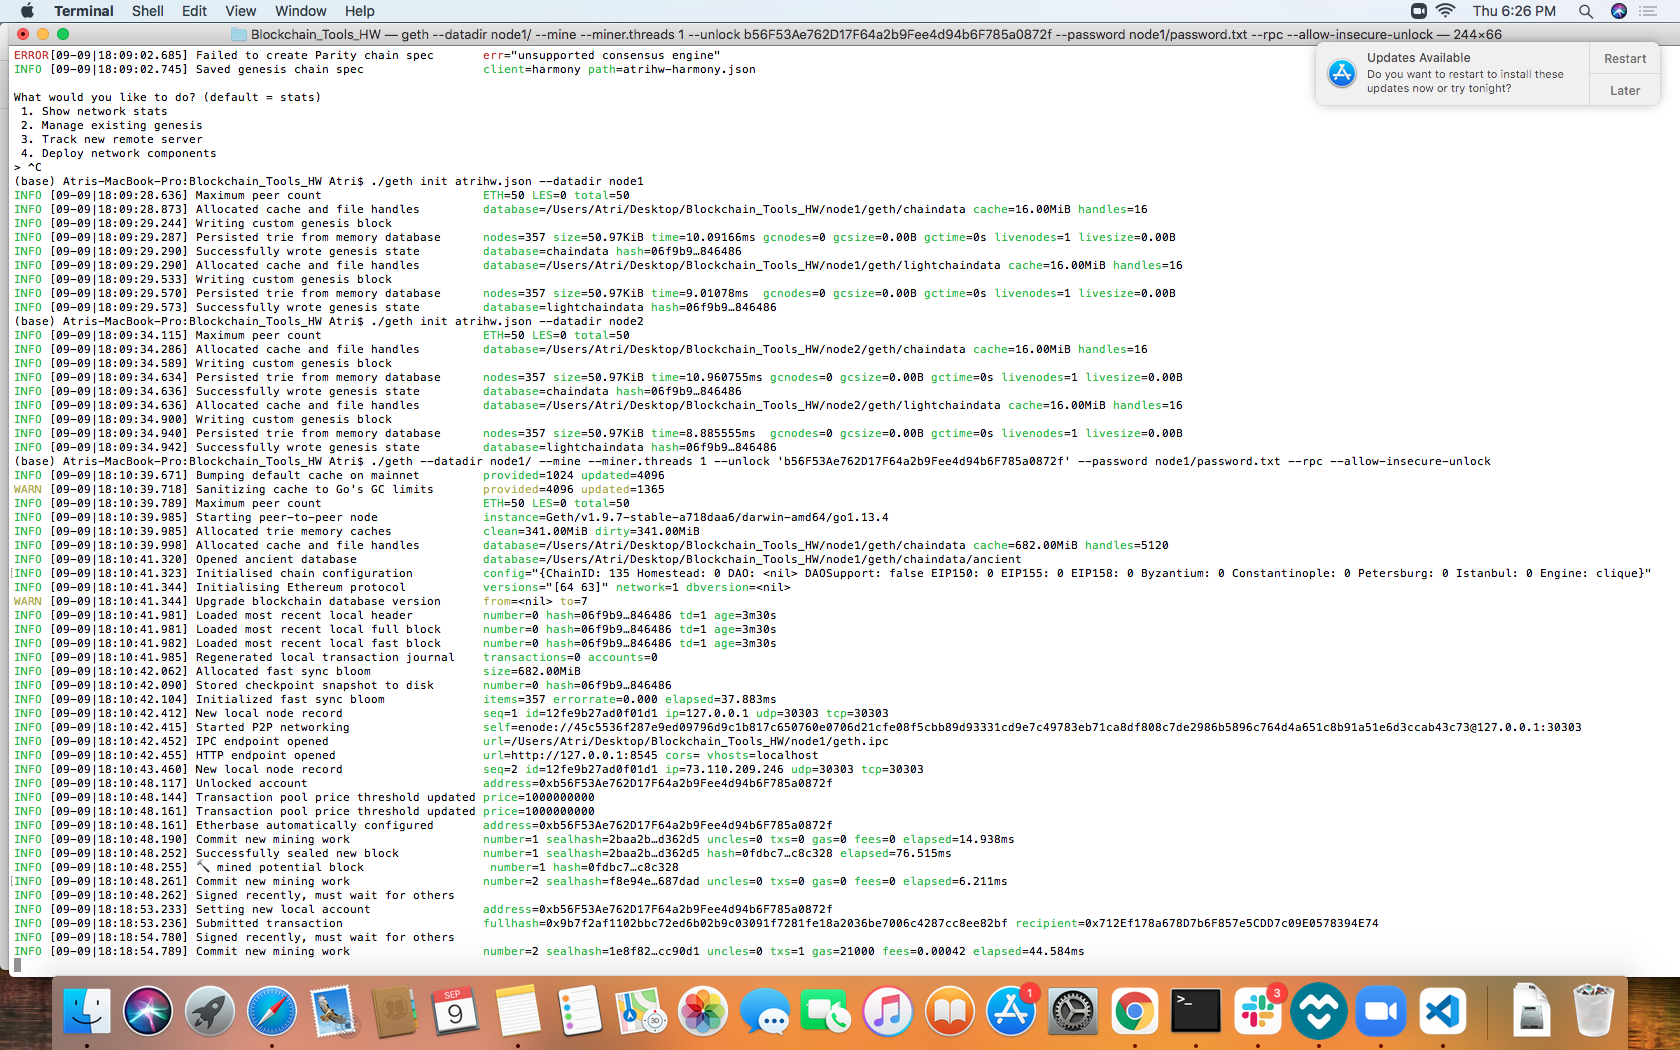 Terminal Shell Edit View Window Help Thu 6:26 PM
Blockchain_Tools_HW — geth --datadir node1/ --mine --miner.threads 1 --unlock b56F53Ae762D17F64a2b9Fee4d94b6F785a0872f --password node1/password.txt --rpc --allow-insecure-unlock — 244×66
Updates Available
Do you want to restart to install these
updates now or try tonight?
Restart
Later
ERROR[09-09|18:09:02.685] Failed to create Parity chain spec err="unsupported consensus engine"
INFO [09-09|18:09:02.745] Saved genesis chain spec client=harmony path=atrihw-harmony.json
What would you like to do? (default = stats)
1. Show network stats
2. Manage existing genesis
3. Track new remote server
4. Deploy network components
> ^C
(base) Atris-MacBook-Pro:Blockchain_Tools_HW Atri$ ./geth init atrihw.json --datadir node1
INFO [09-09|18:09:28.636] Maximum peer count ETH=50 LES=0 total=50
INFO [09-09|18:09:28.873] Allocated cache and file handles database=/Users/Atri/Desktop/Blockchain_Tools_HW/node1/geth/chaindata cache=16.00MiB handles=16
INFO [09-09|18:09:29.244] Writing custom genesis block
INFO [09-09|18:09:29.287] Persisted trie from memory database nodes=357 size=50.97KiB time=10.09166ms gcnodes=0 gcsize=0.00B gctime=0s livenodes=1 livesize=0.00B
INFO [09-09|18:09:29.290] Successfully wrote genesis state database=chaindata hash=06f9b9…846486
INFO [09-09|18:09:29.290] Allocated cache and file handles database=/Users/Atri/Desktop/Blockchain_Tools_HW/node1/geth/lightchaindata cache=16.00MiB handles=16
INFO [09-09|18:09:29.533] Writing custom genesis block
INFO [09-09|18:09:29.570] Persisted trie from memory database nodes=357 size=50.97KiB time=9.01078ms gcnodes=0 gcsize=0.00B gctime=0s livenodes=1 livesize=0.00B
INFO [09-09|18:09:29.573] Successfully wrote genesis state database=lightchaindata hash=06f9b9…846486
(base) Atris-MacBook-Pro:Blockchain_Tools_HW Atri$ ./geth init atrihw.json --datadir node2
INFO [09-09|18:09:34.115] Maximum peer count ETH=50 LES=0 total=50
INFO [09-09|18:09:34.286] Allocated cache and file handles database=/Users/Atri/Desktop/Blockchain_Tools_HW/node2/geth/chaindata cache=16.00MiB handles=16
INFO [09-09|18:09:34.589] Writing custom genesis block
INFO [09-09|18:09:34.634] Persisted trie from memory database nodes=357 size=50.97KiB time=10.960755ms gcnodes=0 gcsize=0.00B gctime=0s livenodes=1 livesize=0.00B
INFO [09-09|18:09:34.636] Successfully wrote genesis state database=chaindata hash=06f9b9…846486
INFO [09-09|18:09:34.636] Allocated cache and file handles database=/Users/Atri/Desktop/Blockchain_Tools_HW/node2/geth/lightchaindata cache=16.00MiB handles=16
INFO [09-09|18:09:34.900] Writing custom genesis block
INFO [09-09|18:09:34.940] Persisted trie from memory database nodes=357 size=50.97KiB time=8.885555ms gcnodes=0 gcsize=0.00B gctime=0s livenodes=1 livesize=0.00B
INFO [09-09|18:09:34.942] Successfully wrote genesis state database=lightchaindata hash=06f9b9…846486
(base) Atris-MacBook-Pro:Blockchain_Tools_HW Atri$ ./geth --datadir node1/ --mine --miner.threads 1 --unlock 'b56F53Ae762D17F64a2b9Fee4d94b6F785a0872f' --password node1/password.txt --rpc --allow-insecure-unlock
INFO [09-09|18:10:39.671] Bumping default cache on mainnet provided=1024 updated=4096
WARN [09-09|18:10:39.718] Sanitizing cache to Go's GC limits provided=4096 updated=1365
INFO [09-09|18:10:39.789] Maximum peer count ETH=50 LES=0 total=50
INFO [09-09|18:10:39.985] Starting peer-to-peer node instance=Geth/v1.9.7-stable-a718daa6/darwin-amd64/go1.13.4
INFO [09-09|18:10:39.985] Allocated trie memory caches clean=341.00MiB dirty=341.00MiB
INFO [09-09|18:10:39.998] Allocated cache and file handles database=/Users/Atri/Desktop/Blockchain_Tools_HW/node1/geth/chaindata cache=682.00MiB handles=5120
INFO [09-09|18:10:41.320] Opened ancient database database=/Users/Atri/Desktop/Blockchain_Tools_HW/node1/geth/chaindata/ancient
INFO [09-09|18:10:41.323] Initialised chain configuration config="{ChainID: 135 Homestead: 0 DAO: <nil> DAOSupport: false EIP150: 0 EIP155: 0 EIP158: 0 Byzantium: 0 Constantinople: 0 Petersburg: 0 Istanbul: 0 Engine: clique}"
INFO [09-09|18:10:41.344] Initialising Ethereum protocol versions="[64 63]" network=1 dbversion=<nil>
WARN [09-09|18:10:41.344] Upgrade blockchain database version from=<nil> to=7
INFO [09-09|18:10:41.981] Loaded most recent local header number=0 hash=06f9b9…846486 td=1 age=3m30s
INFO [09-09|18:10:41.981] Loaded most recent local full block number=0 hash=06f9b9…846486 td=1 age=3m30s
INFO [09-09|18:10:41.982] Loaded most recent local fast block number=0 hash=06f9b9…846486 td=1 age=3m30s
INFO [09-09|18:10:41.985] Regenerated local transaction journal transactions=0 accounts=0
INFO [09-09|18:10:42.062] Allocated fast sync bloom size=682.00MiB
INFO [09-09|18:10:42.090] Stored checkpoint snapshot to disk number=0 hash=06f9b9…846486
INFO [09-09|18:10:42.104] Initialized fast sync bloom items=357 errorrate=0.000 elapsed=37.883ms
INFO [09-09|18:10:42.412] New local node record seq=1 id=12fe9b27ad0f01d1 ip=127.0.0.1 udp=30303 tcp=30303
INFO [09-09|18:10:42.415] Started P2P networking self=enode://45c5536f287e9ed09796d9c1b817c650760e0706d21cfe08f5cbb89d93331cd9e7c49783eb71ca8df808c7de2986b5896c764d4a651c8b91a51e6d3ccab43c73@127.0.0.1:30303
INFO [09-09|18:10:42.452] IPC endpoint opened url=/Users/Atri/Desktop/Blockchain_Tools_HW/node1/geth.ipc
INFO [09-09|18:10:42.455] HTTP endpoint opened url=http://127.0.0.1:8545 cors= vhosts=localhost
INFO [09-09|18:10:43.460] New local node record seq=2 id=12fe9b27ad0f01d1 ip=73.110.209.246 udp=30303 tcp=30303
INFO [09-09|18:10:48.117] Unlocked account address=0xb56F53Ae762D17F64a2b9Fee4d94b6F785a0872f
INFO [09-09|18:10:48.144] Transaction pool price threshold updated price=1000000000
INFO [09-09|18:10:48.161] Transaction pool price threshold updated price=1000000000
INFO [09-09|18:10:48.161] Etherbase automatically configured address=0xb56F53Ae762D17F64a2b9Fee4d94b6F785a0872f
INFO [09-09|18:10:48.190] Commit new mining work number=1 sealhash=2baa2b…d362d5 uncles=0 txs=0 gas=0 fees=0 elapsed=14.938ms
INFO [09-09|18:10:48.252] Successfully sealed new block number=1 sealhash=2baa2b…d362d5 hash=0fdbc7…c8c328 elapsed=76.515ms
INFO [09-09|18:10:48.255] 🔨 mined potential block number=1 hash=0fdbc7…c8c328
INFO [09-09|18:10:48.261] Commit new mining work number=2 sealhash=f8e94e…687dad uncles=0 txs=0 gas=0 fees=0 elapsed=6.211ms
INFO [09-09|18:10:48.262] Signed recently, must wait for others
INFO [09-09|18:18:53.233] Setting new local account address=0xb56F53Ae762D17F64a2b9Fee4d94b6F785a0872f
INFO [09-09|18:18:53.236] Submitted transaction fullhash=0x9b7f2af1102bbc72ed6b02b9c03091f7281fe18a2036be7006c4287cc8ee82bf recipient=0x712Ef178a678D7b6F857e5CDD7c09E0578394E74
INFO [09-09|18:18:54.780] Signed recently, must wait for others
INFO [09-09|18:18:54.789] Commit new mining work number=2 sealhash=1e8f82…cc90d1 uncles=0 txs=1 gas=21000 fees=0.00042 elapsed=44.584ms
SEP
9
3D
1
>_
3